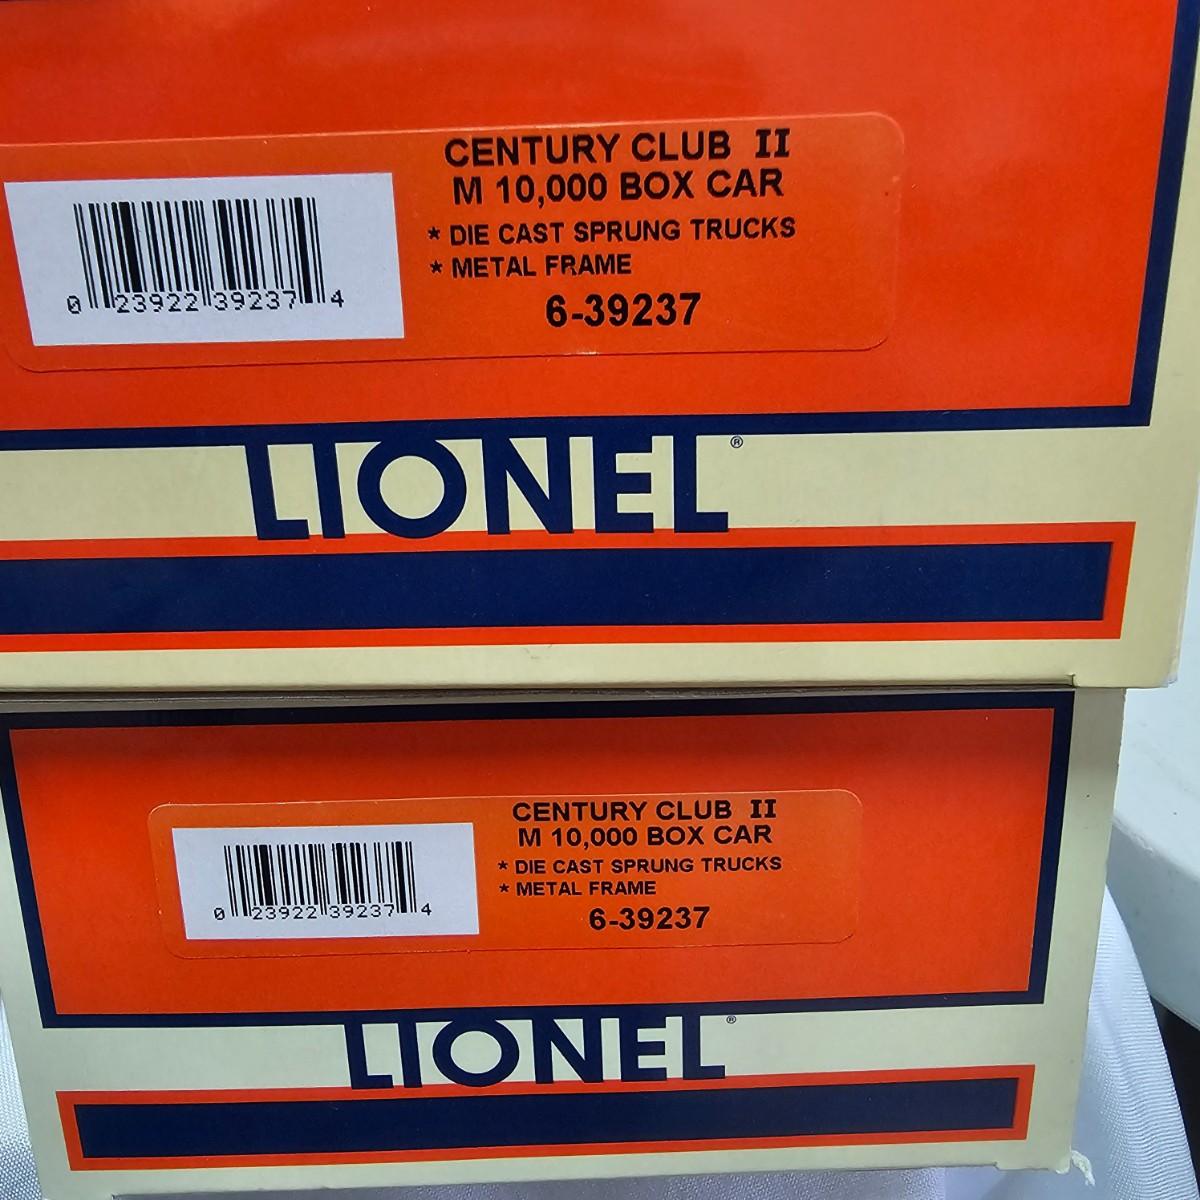 CENTURY CLUB II
M 10,000 BOX CAR
* DIE CAST SPRUNG TRUCKS
* METAL FRAME
6-39237
0 23922 39237 4
LIONEL®
CENTURY CLUB II
M 10,000 BOX CAR
* DIE CAST SPRUNG TRUCKS
* METAL FRAME
6-39237
0 23922 39237 4
LIONEL®